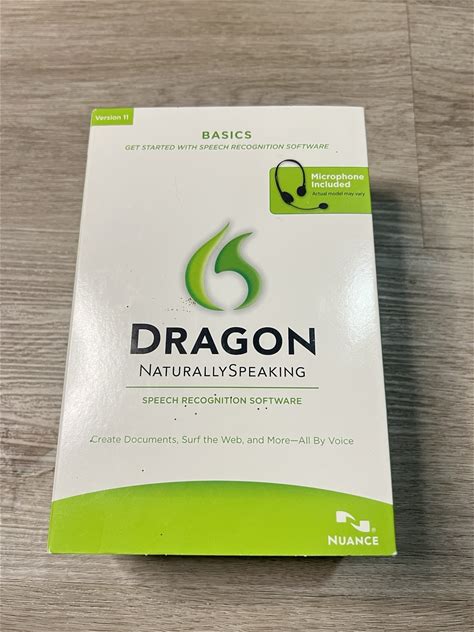 Version 11
BASICS
GET STARTED WITH SPEECH RECOGNITION SOFTWARE
Microphone
Included
Actual model may vary
DRAGON
NATURALLYSPEAKING
SPEECH RECOGNITION SOFTWARE
Create Documents, Surf the Web, and More—All By Voice
NUANCE